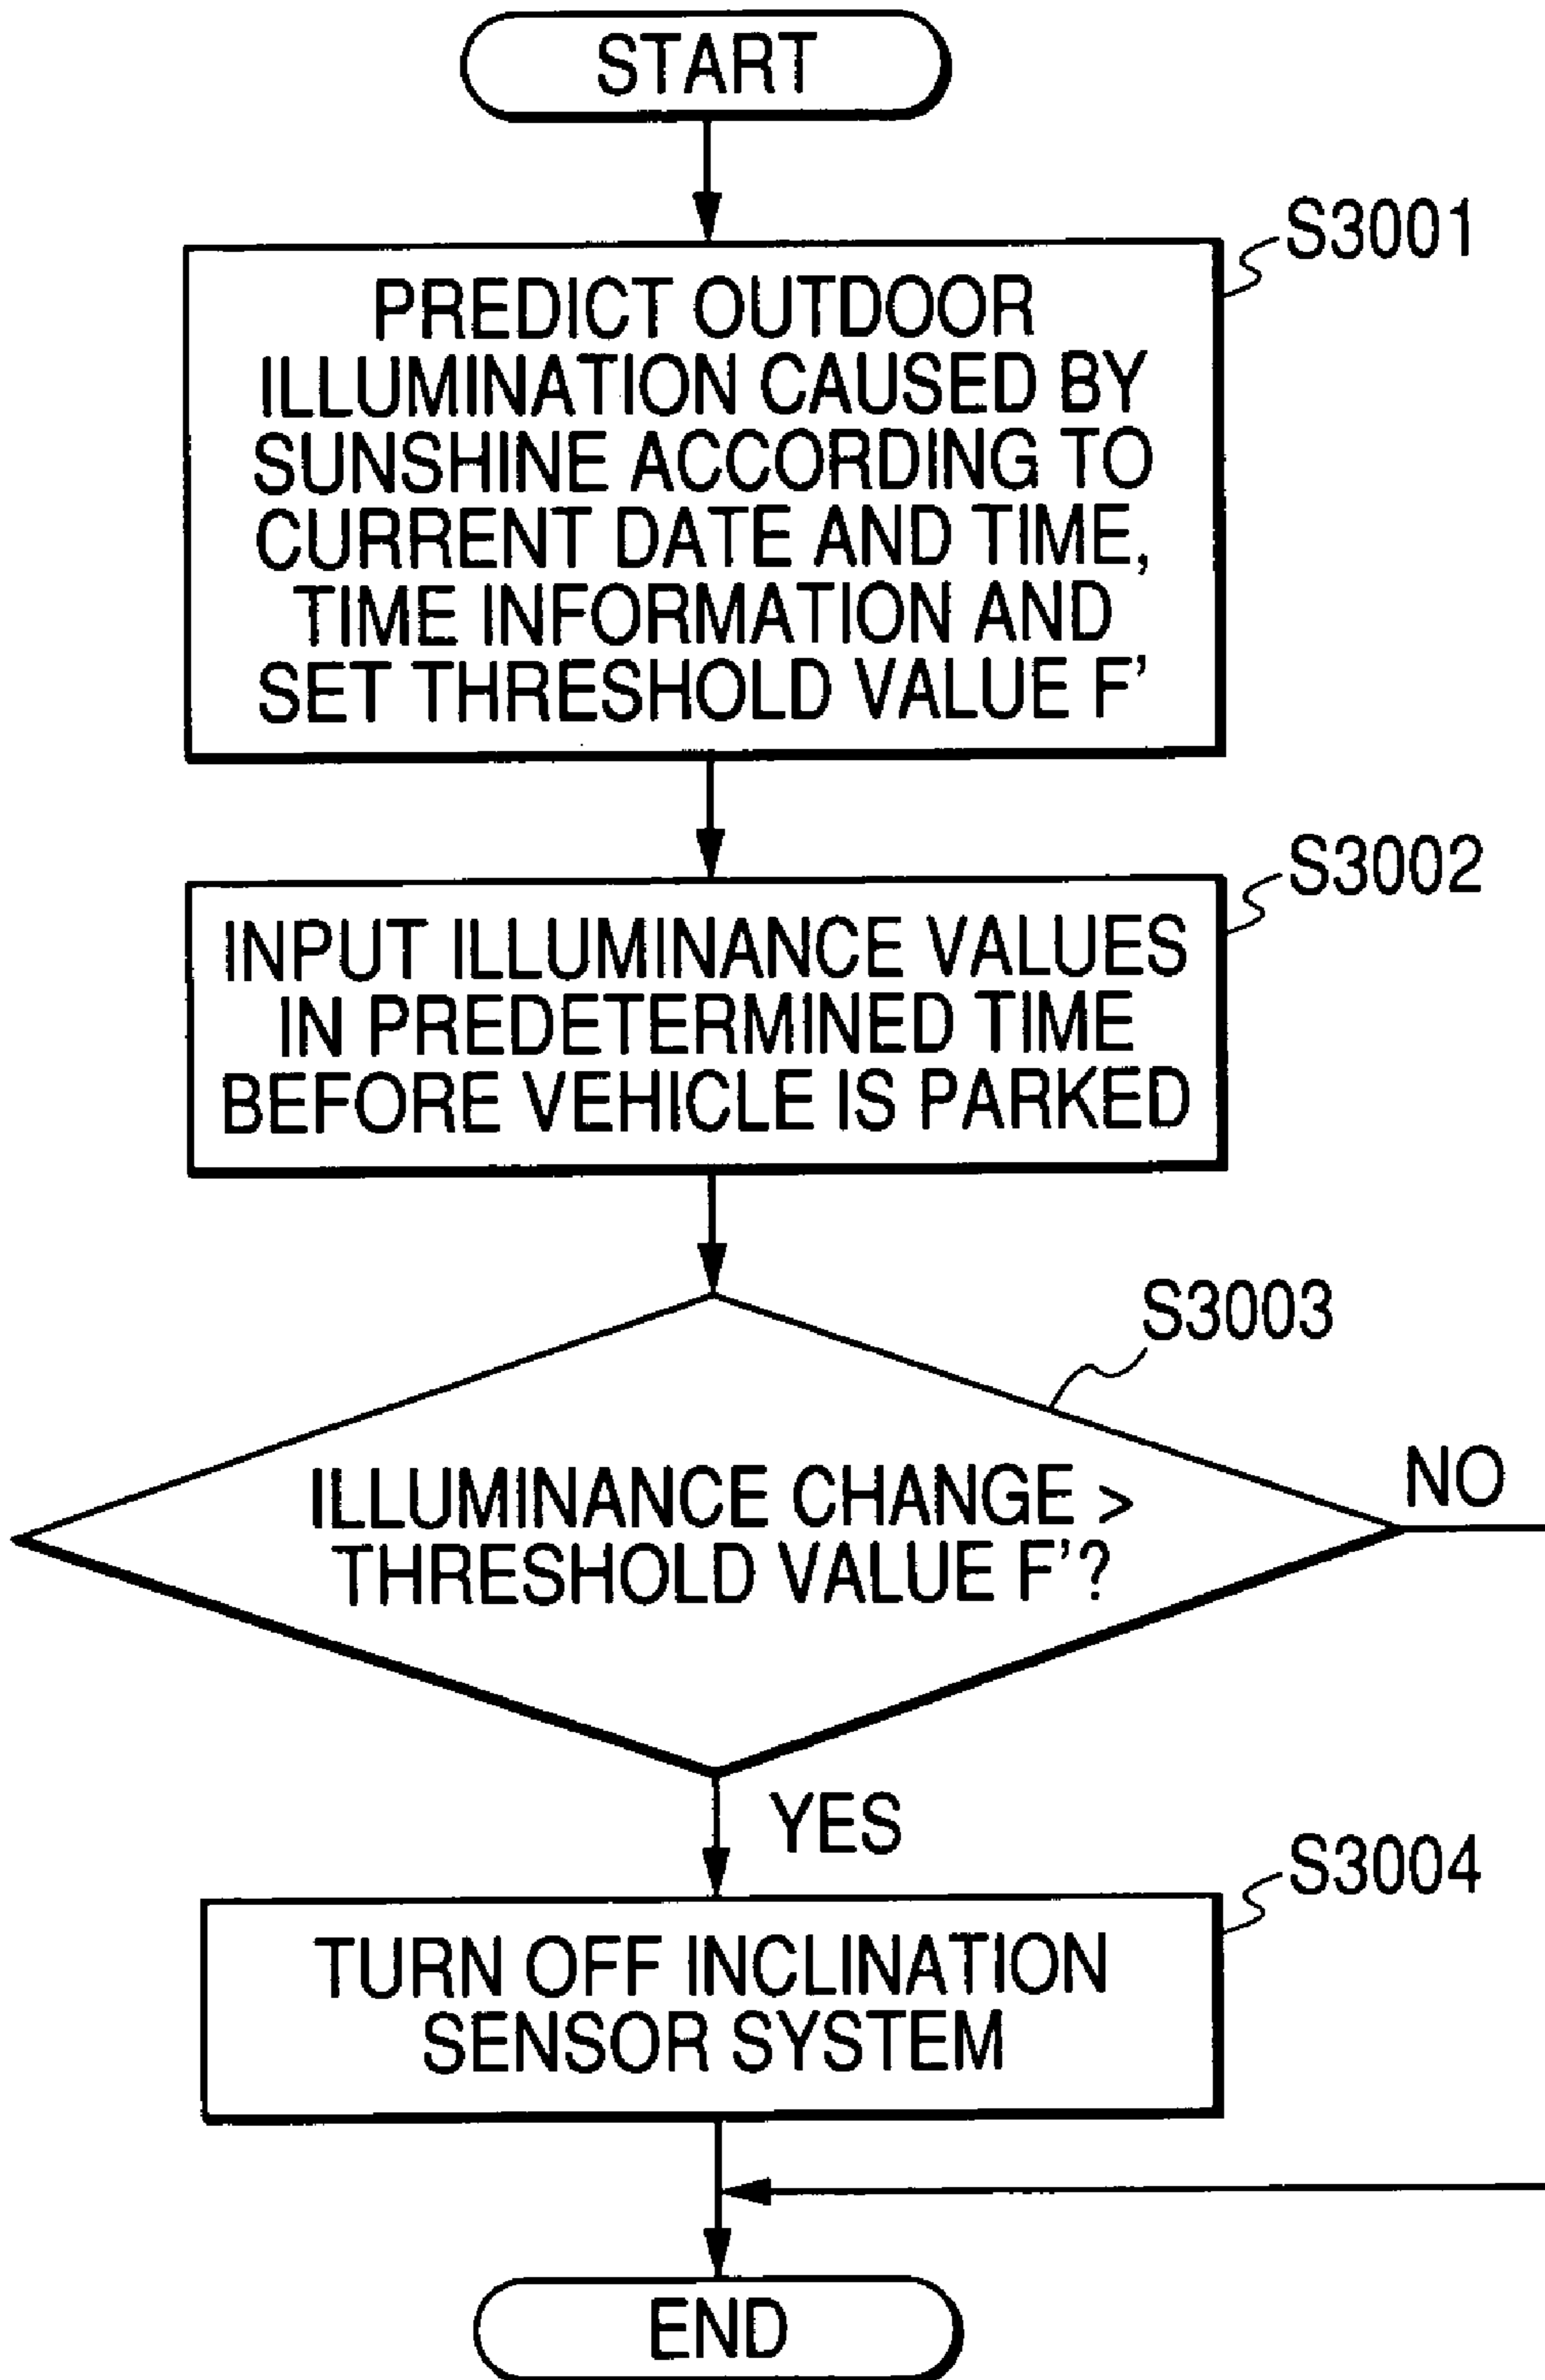 START
S3001
PREDICT OUTDOOR
ILLUMINATION CAUSED BY
SUNSHINE ACCORDING TO
CURRENT DATE AND TIME,
TIME INFORMATION AND
SET THRESHOLD VALUE F'
S3002
INPUT ILLUMINANCE VALUES
IN PREDETERMINED TIME
BEFORE VEHICLE IS PARKED
S3003
ILLUMINANCE CHANGE >
THRESHOLD VALUE F'?
NO
YES
S3004
TURN OFF INCLINATION
SENSOR SYSTEM
END